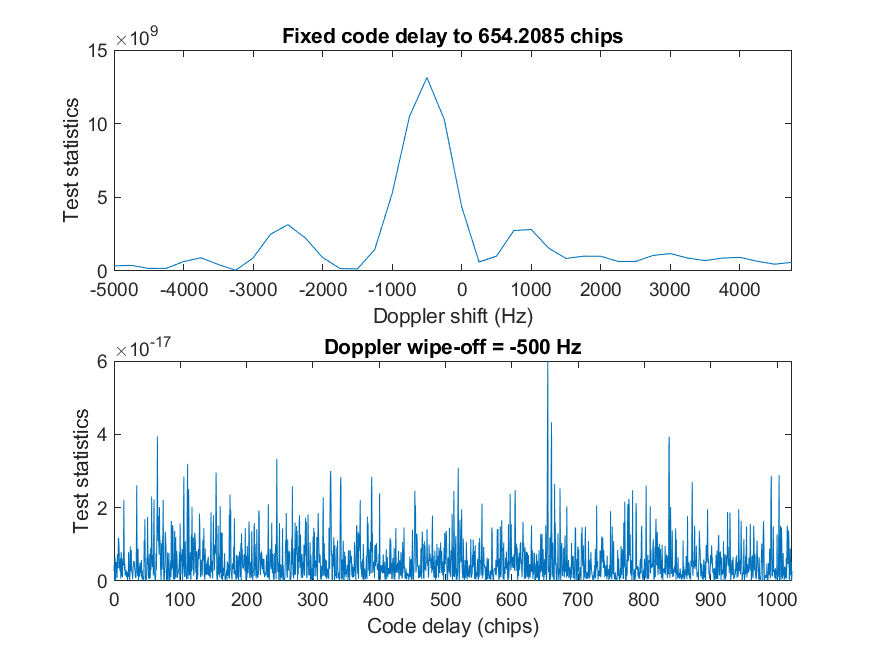 ×10^9
Fixed code delay to 654.2085 chips
15
10
5
0
Test statistics
-5000 -4000 -3000 -2000 -1000 0 1000 2000 3000 4000
Doppler shift (Hz)
×10^-17
Doppler wipe-off = -500 Hz
6
4
2
0
Test statistics
0 100 200 300 400 500 600 700 800 900 1000
Code delay (chips)